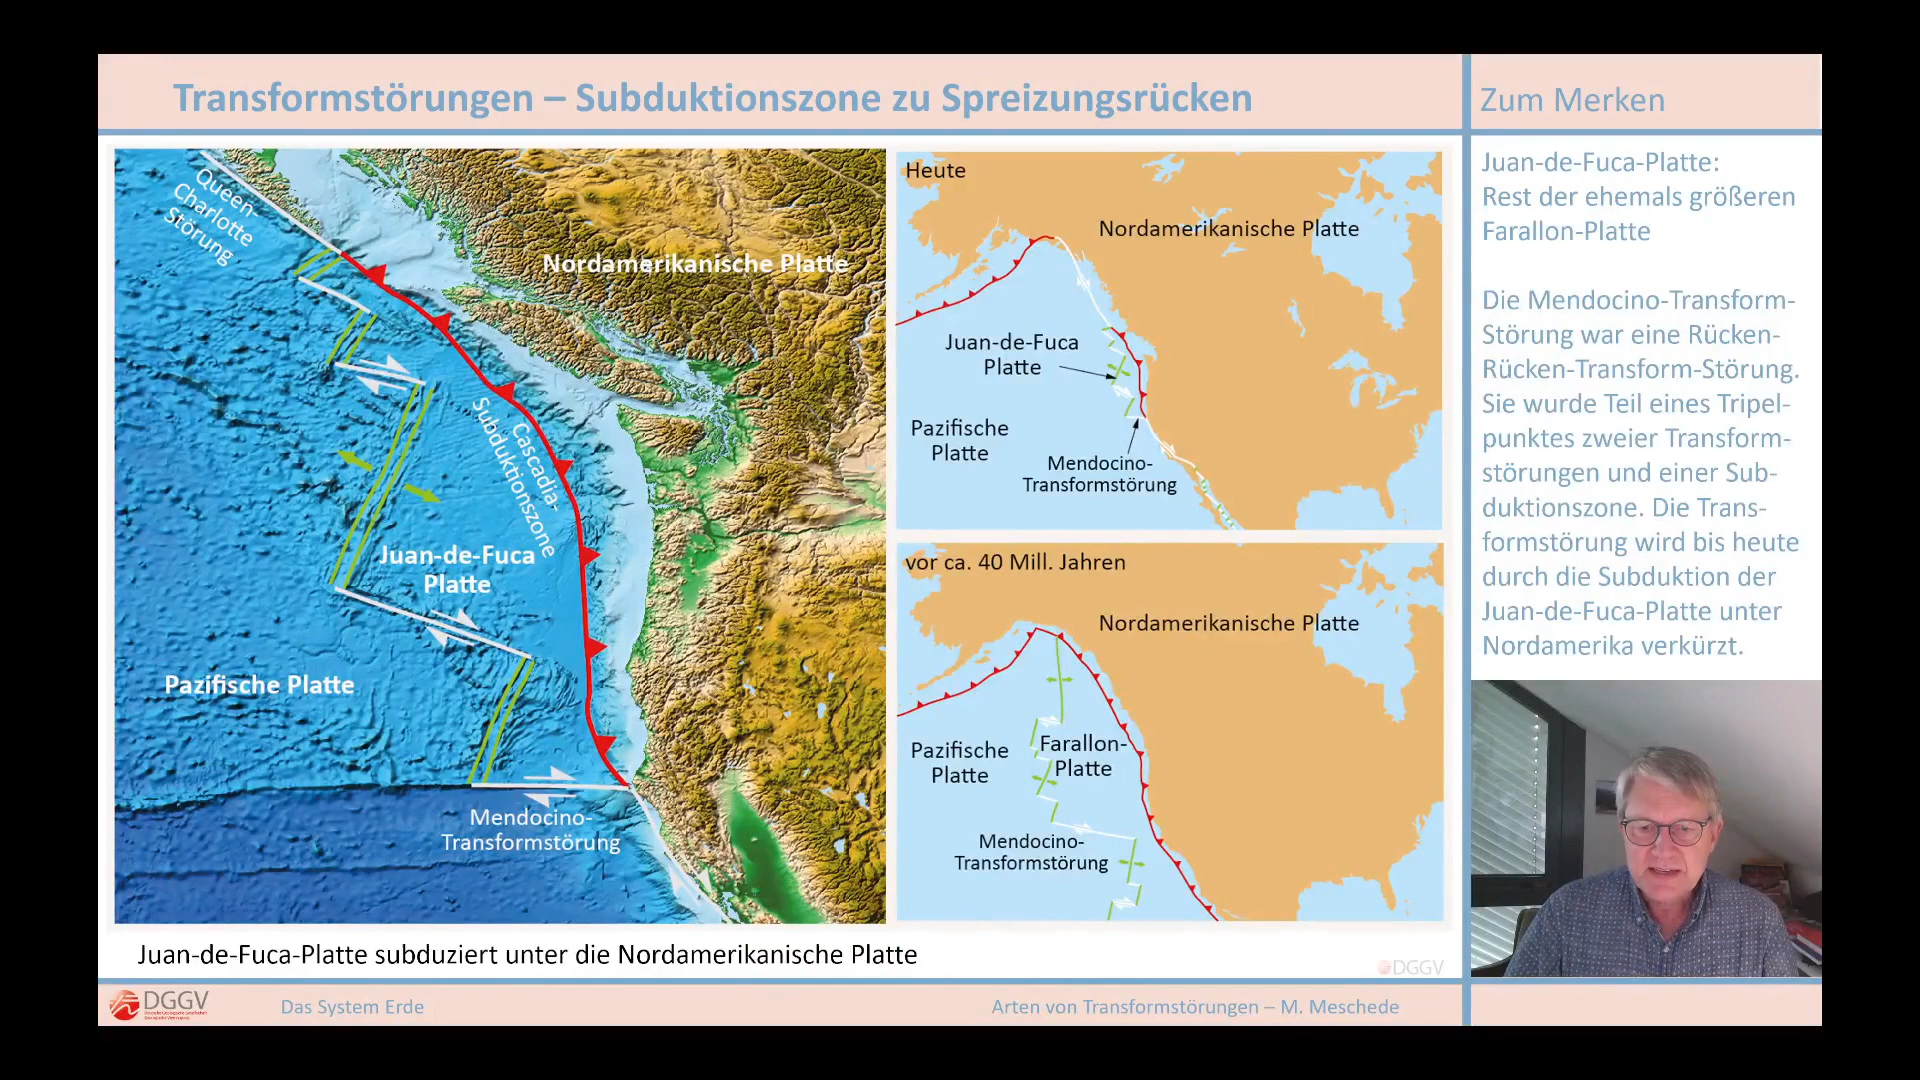 Transformstörungen – Subduktionszone zu Spreizungsrücken
Queen-
Charlotte
Störung
Nordamerikanische Platte
Cascadia-
Subduktionszone
Juan-de-Fuca
Platte
Pazifische Platte
Mendocino-
Transformstörung
Heute
Nordamerikanische Platte
Juan-de-Fuca
Platte
Pazifische
Platte
Mendocino-
Transformstörung
vor ca. 40 Mill. Jahren
Nordamerikanische Platte
Pazifische
Platte
Farallon-
Platte
Mendocino-
Transformstörung
Juan-de-Fuca-Platte subduziert unter die Nordamerikanische Platte
DGGV
DGGV
Das System Erde
Arten von Transformstörungen – M. Meschede
Zum Merken
Juan-de-Fuca-Platte:
Rest der ehemals größeren
Farallon-Platte
Die Mendocino-Transform-
Störung war eine Rücken-
Rücken-Transform-Störung.
Sie wurde Teil eines Tripel-
punktes zweier Transform-
störungen und einer Sub-
duktionszone. Die Trans-
formstörung wird bis heute
durch die Subduktion der
Juan-de-Fuca-Platte unter
Nordamerika verkürzt.